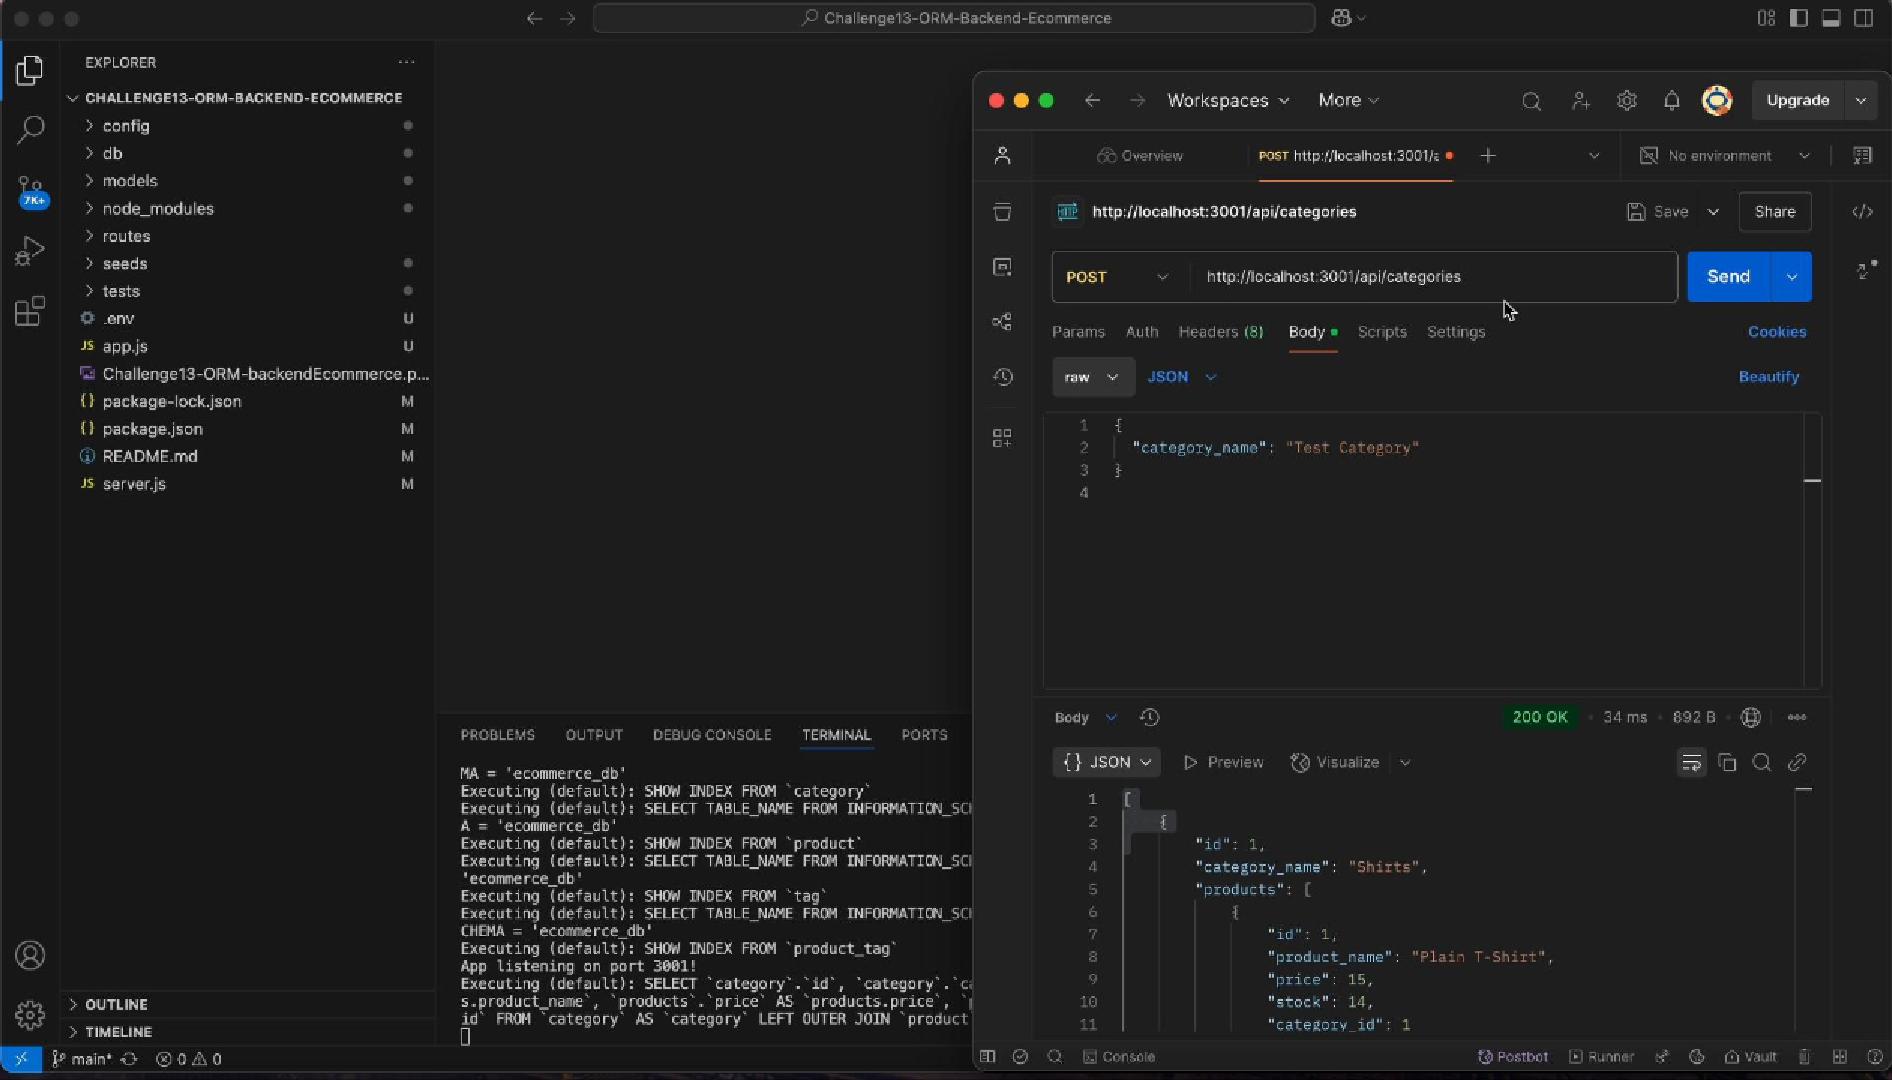 Challenge13-ORM-Backend-Ecommerce
EXPLORER
CHALLENGE13-ORM-BACKEND-ECOMMERCE
config
db
models
node_modules
routes
seeds
tests
.env U
JS app.js U
Challenge13-ORM-backendEcommerce.p...
{} package-lock.json M
{} package.json M
README.md M
JS server.js M
7K+
OUTLINE
TIMELINE
main* 0 0
PROBLEMS OUTPUT DEBUG CONSOLE TERMINAL PORTS
MA = 'ecommerce_db'
Executing (default): SHOW INDEX FROM `category`
Executing (default): SELECT TABLE_NAME FROM INFORMATION_SCH
A = 'ecommerce_db'
Executing (default): SHOW INDEX FROM `product`
Executing (default): SELECT TABLE_NAME FROM INFORMATION_SCH
'ecommerce_db'
Executing (default): SHOW INDEX FROM `tag`
Executing (default): SELECT TABLE_NAME FROM INFORMATION_SCH
CHEMA = 'ecommerce_db'
Executing (default): SHOW INDEX FROM `product_tag`
App listening on port 3001!
Executing (default): SELECT `category`.`id`, `category`.`ca
s.product_name`, `products`.`price` AS `products.price`, `p
id` FROM `category` AS `category` LEFT OUTER JOIN `product`
Workspaces More Upgrade
Overview POST http://localhost:3001/a No environment
HTTP http://localhost:3001/api/categories Save Share
POST http://localhost:3001/api/categories Send
Params Auth Headers (8) Body Scripts Settings Cookies
raw JSON Beautify
1 {
2 "category_name": "Test Category"
3 }
4
Body 200 OK 34 ms 892 B
{} JSON Preview Visualize
1 [
2 {
3 "id": 1,
4 "category_name": "Shirts",
5 "products": [
6 {
7 "id": 1,
8 "product_name": "Plain T-Shirt",
9 "price": 15,
10 "stock": 14,
11 "category_id": 1
Console Postbot Runner Vault